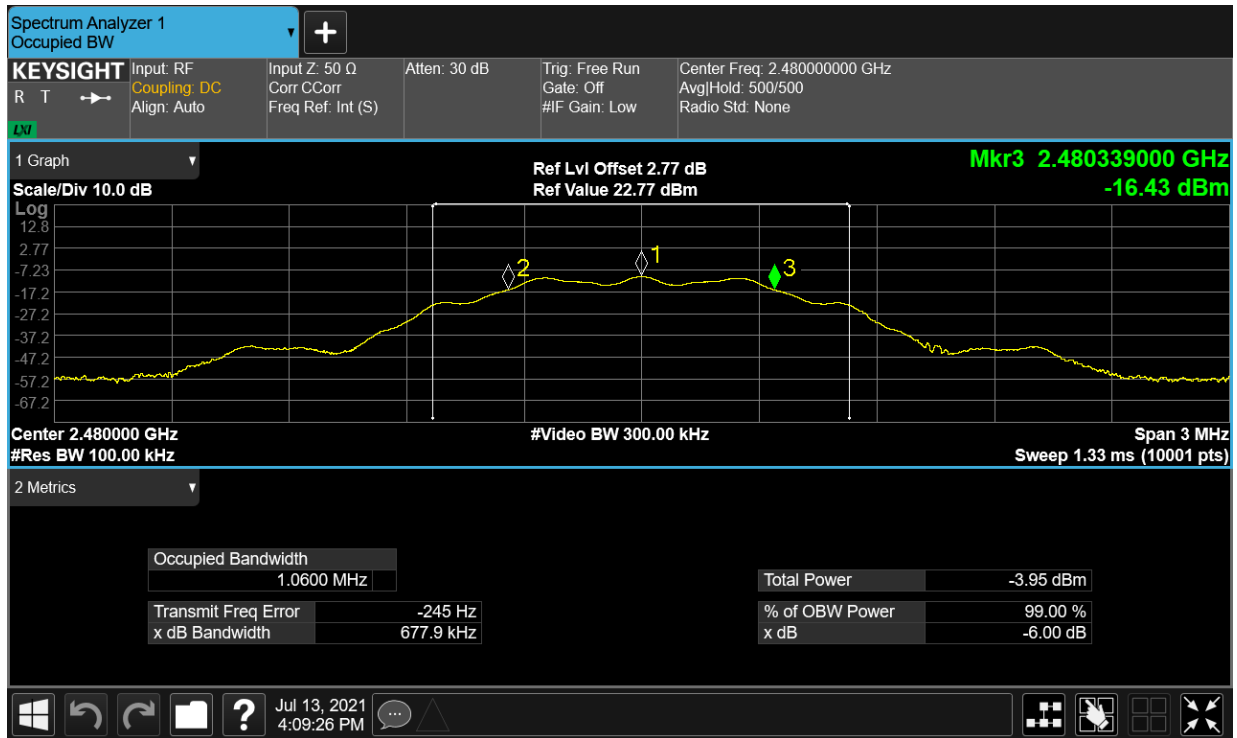 Spectrum Analyzer 1
Occupied BW
KEYSIGHT
R T
LXI
Input: RF
Coupling: DC
Align: Auto
Input Z: 50 Ω
Corr CCorr
Freq Ref: Int (S)
Atten: 30 dB
Trig: Free Run
Gate: Off
#IF Gain: Low
Center Freq: 2.480000000 GHz
Avg|Hold: 500/500
Radio Std: None
1 Graph
Scale/Div 10.0 dB
Log
Ref Lvl Offset 2.77 dB
Ref Value 22.77 dBm
Mkr3 2.480339000 GHz
-16.43 dBm
12.8
2.77
-7.23
-17.2
-27.2
-37.2
-47.2
-57.2
-67.2
2
1
3
Center 2.480000 GHz
#Res BW 100.00 kHz
#Video BW 300.00 kHz
Span 3 MHz
Sweep 1.33 ms (10001 pts)
2 Metrics
Occupied Bandwidth
1.0600 MHz
Transmit Freq Error -245 Hz
x dB Bandwidth 677.9 kHz
Total Power -3.95 dBm
% of OBW Power 99.00 %
x dB -6.00 dB
?
Jul 13, 2021
4:09:26 PM